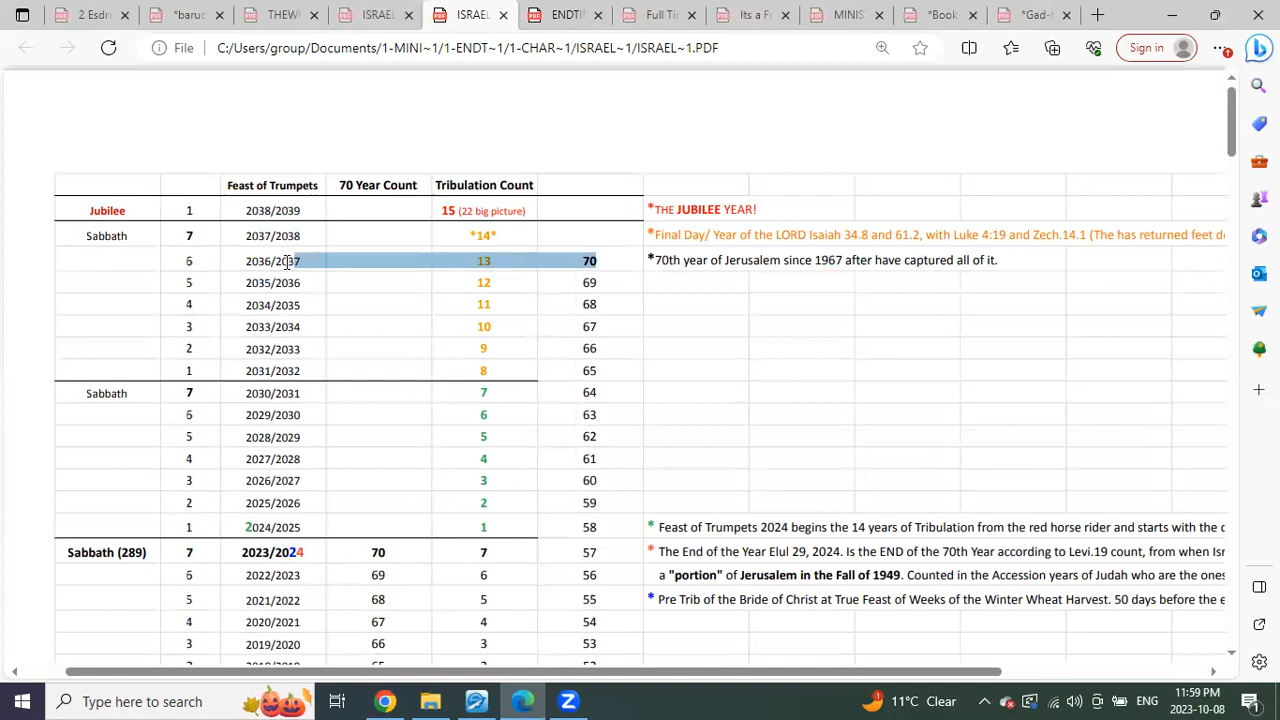 2 Esdra
*baruc
THEWH
ISRAEL
ISRAEL
ENDTI
Full Tin
Its a Fr
MINIS
*Book
*Gad-t
File
C:/Users/group/Documents/1-MINI~1/1-ENDT~1/1-CHAR~1/ISRAEL~1/ISRAEL~1.PDF
Sign in
Feast of Trumpets 70 Year Count Tribulation Count
Jubilee 1 2038/2039 15 (22 big picture) *THE JUBILEE YEAR!
Sabbath 7 2037/2038 *14* *Final Day/ Year of the LORD Isaiah 34.8 and 61.2, with Luke 4:19 and Zech.14.1 (The has returned feet d
6 2036/2037 13 70 *70th year of Jerusalem since 1967 after have captured all of it.
5 2035/2036 12 69
4 2034/2035 11 68
3 2033/2034 10 67
2 2032/2033 9 66
1 2031/2032 8 65
Sabbath 7 2030/2031 7 64
6 2029/2030 6 63
5 2028/2029 5 62
4 2027/2028 4 61
3 2026/2027 3 60
2 2025/2026 2 59
1 2024/2025 1 58 * Feast of Trumpets 2024 begins the 14 years of Tribulation from the red horse rider and starts with the
Sabbath (289) 7 2023/2024 70 7 57 * The End of the Year Elul 29, 2024. Is the END of the 70th Year according to Levi.19 count, from when Isr
6 2022/2023 69 6 56 a "portion" of Jerusalem in the Fall of 1949. Counted in the Accession years of Judah who are the ones
5 2021/2022 68 5 55 * Pre Trib of the Bride of Christ at True Feast of Weeks of the Winter Wheat Harvest. 50 days before the e
4 2020/2021 67 4 54
3 2019/2020 66 3 53
Type here to search
11°C Clear
ENG
11:59 PM
2023-10-08